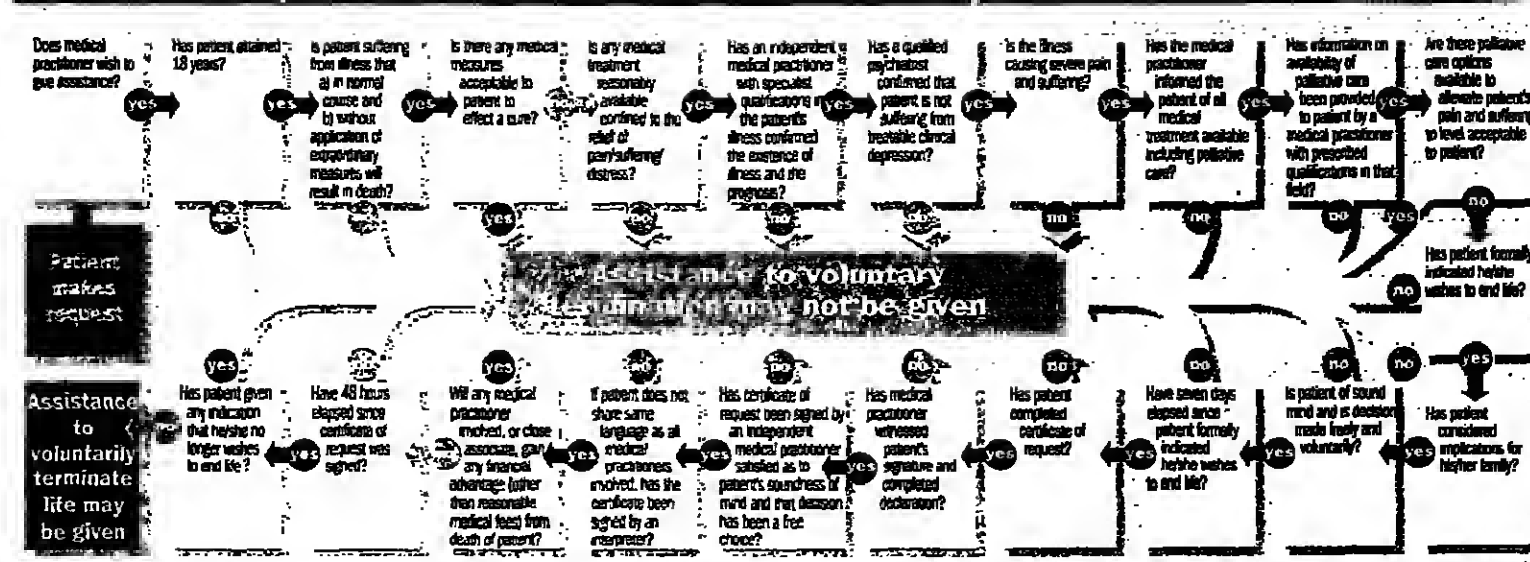 Does medical
practitioner wish to
give assistance?
yes
Has patient attained
18 years?
yes
Is patient suffering
from illness that
a) in normal
course and
b) without
application of
extraordinary
measures will
result in death?
yes
Is there any medical
measures
acceptable to
patient to
effect a cure?
Is any medical
treatment
reasonably
available
confined to the
relief of
pain/suffering/
distress?
yes
Has an independent
medical practitioner
with specialist
qualifications in
the patient's
illness confirmed
the existence of
illness and the
prognosis?
yes
Has a qualified
psychiatrist
confirmed that
patient is not
suffering from
treatable clinical
depression?
yes
Is the illness
causing severe pain
and suffering?
yes
Has the medical
practitioner
informed the
patient of all
medical
treatment available
including palliative
care?
yes
Has information on
availability of
palliative care
been provided
to patient by a
medical practitioner
with prescribed
qualifications in that
field?
yes
Are there palliative
care options
available to
alleviate patient's
pain and suffering
to level acceptable
to patient?
yes
no
no
no
no
no
no
yes
no
Patient
makes
request
Assistance to voluntary
termination may not be given
Has patient formally
indicated he/she
wishes to end life?
no
yes
yes
yes
no
no
no
no
no
no
no
Assistance
to
voluntarily
terminate
life may
be given
Has patient given
any indication
that he/she no
longer wishes
to end life?
yes
Have 48 hours
elapsed since
certificate of
request was
signed?
Will any medical
practitioner
involved, or close
associate, gain
any financial
advantage (other
than reasonable
medical fees) from
death of patient?
yes
If patient does not
share same
language as all
medical
practitioners
involved, has the
certificate been
signed by an
interpreter?
yes
Has certificate of
request been signed by
an independent
medical practitioner
satisfied as to
patient's soundness of
mind and that decision
has been a free
choice?
yes
Has medical
practitioner
witnessed
patient's
signature and
completed
declaration?
yes
Has patient
completed
certificate of
request?
yes
Have seven days
elapsed since
patient formally
indicated
he/she wishes
to end life?
yes
Is patient of sound
mind and is decision
made freely and
voluntarily?
yes
Has patient
considered
implications for
his/her family?